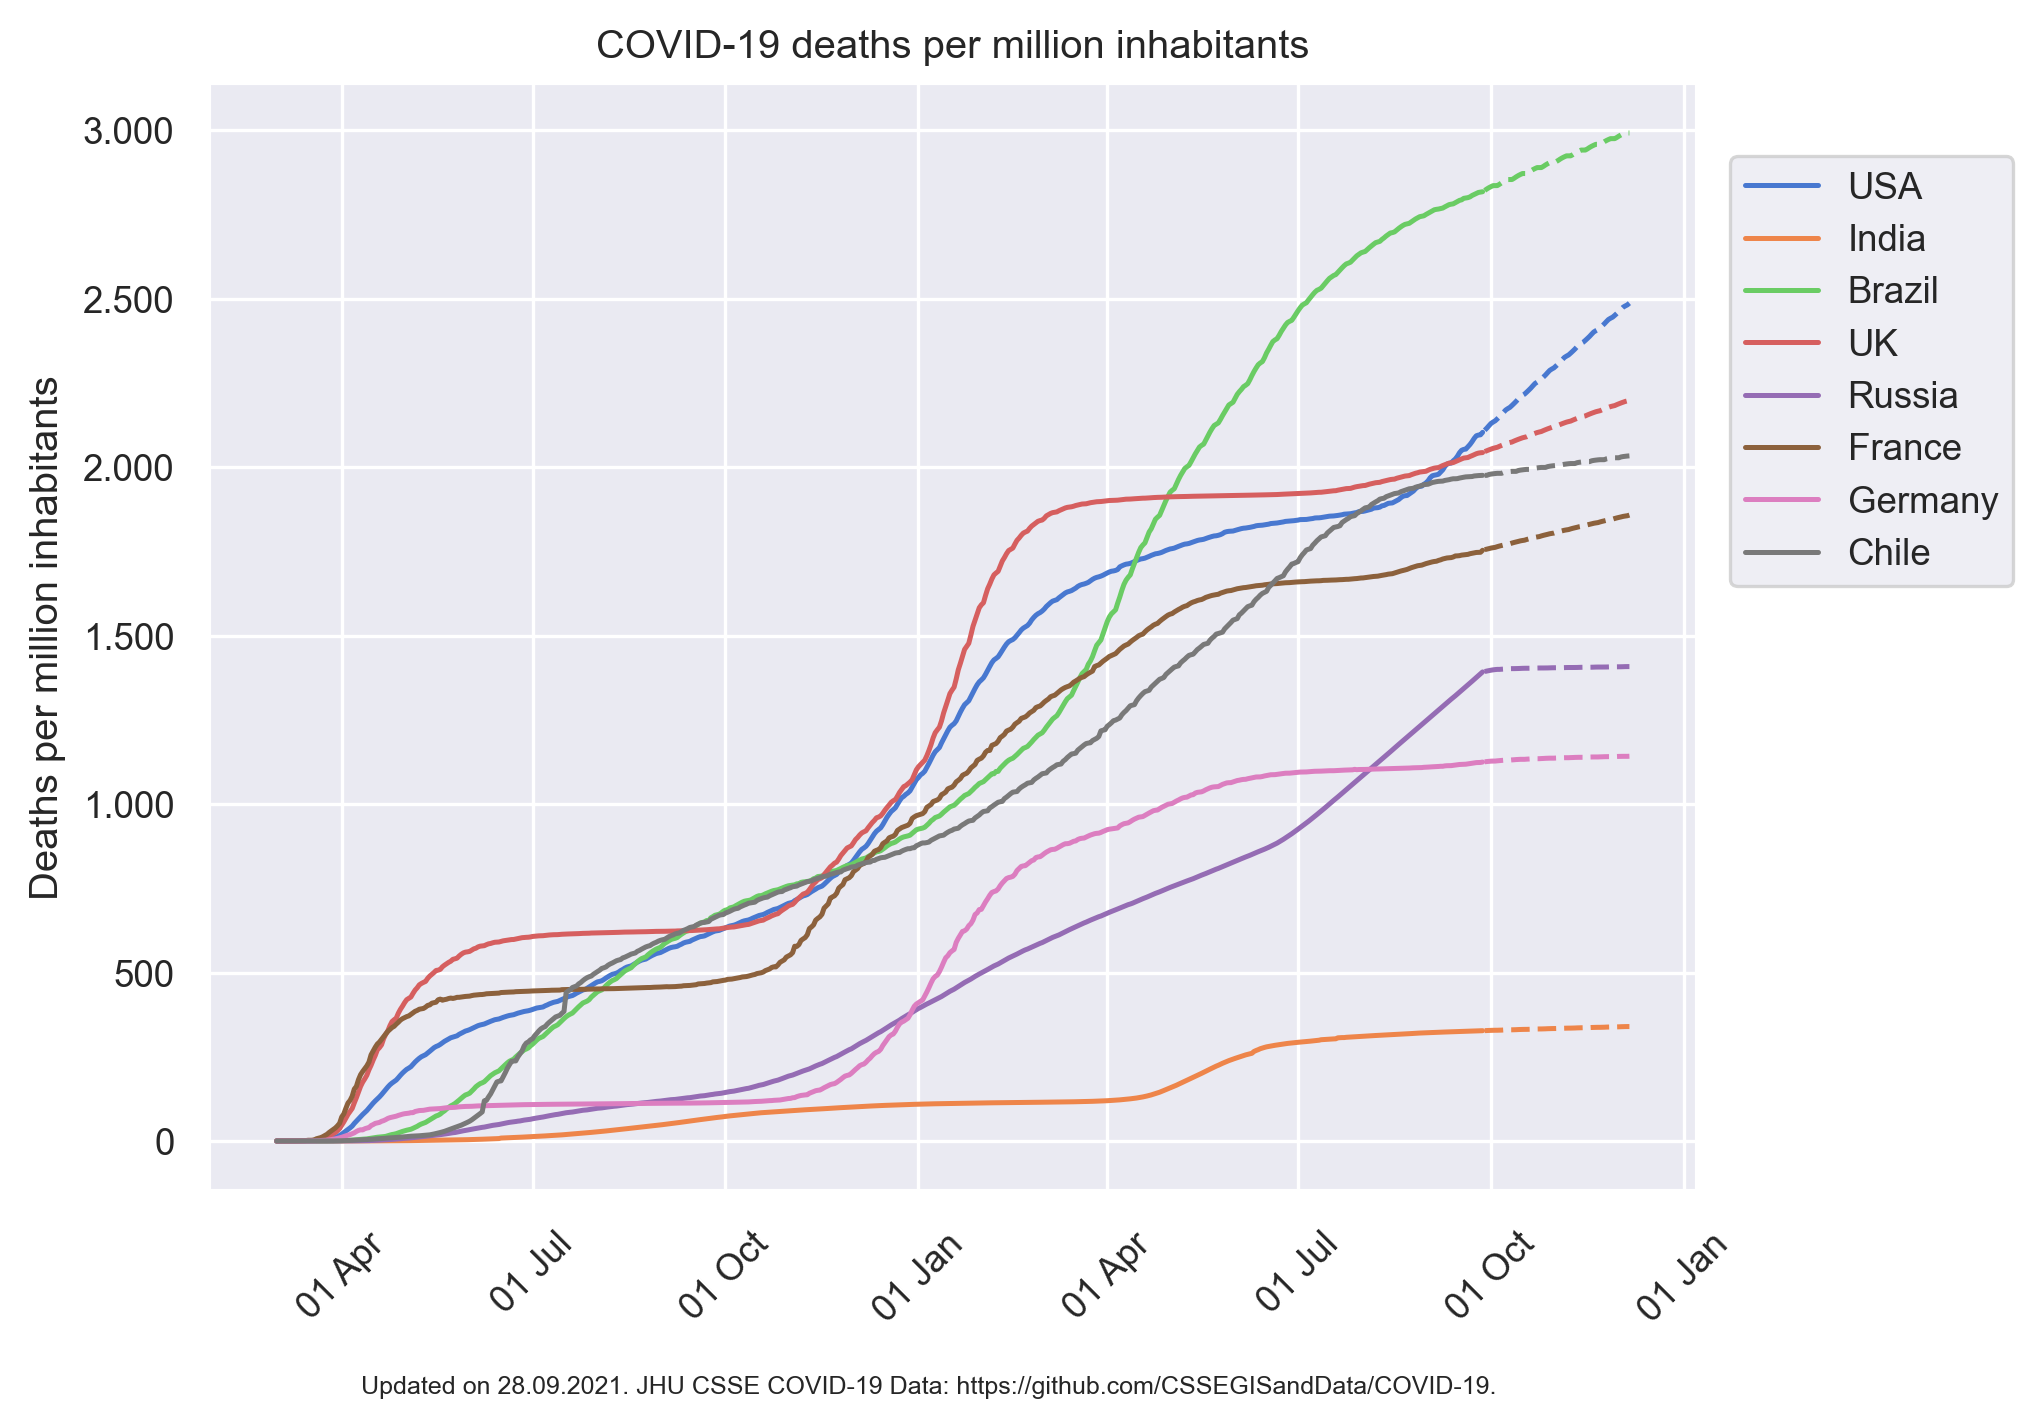 COVID-19 deaths per million inhabitants
Deaths per million inhabitants
3.000
2.500
2.000
1.500
1.000
500
0
01 Apr
01 Jul
01 Oct
01 Jan
01 Apr
01 Jul
01 Oct
01 Jan
USA
India
Brazil
UK
Russia
France
Germany
Chile
Updated on 28.09.2021. JHU CSSE COVID-19 Data: https://github.com/CSSEGISandData/COVID-19.